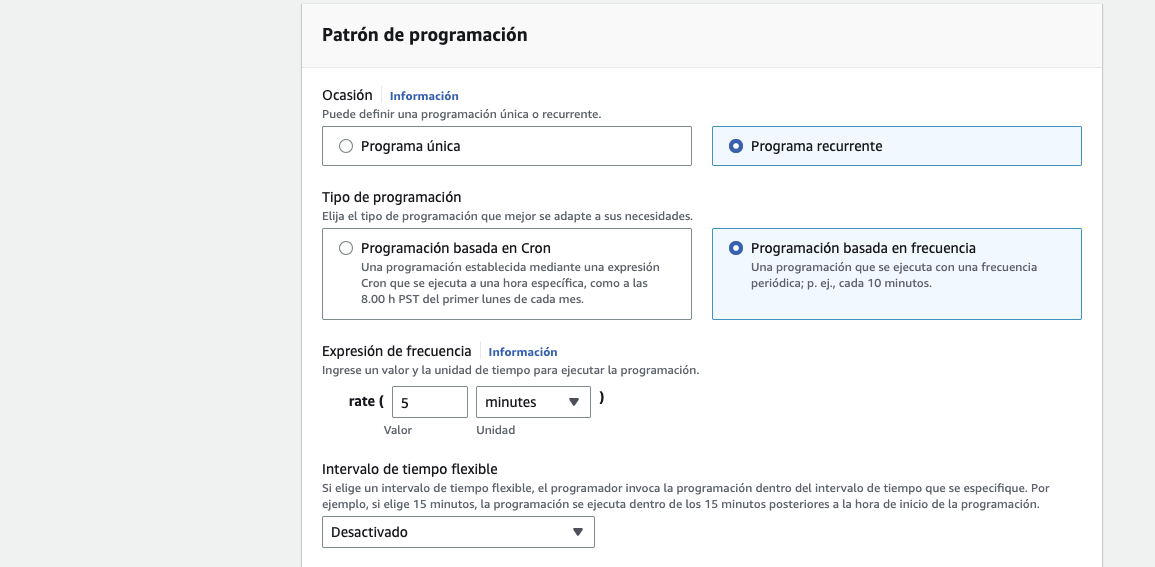 Patrón de programación
Ocasión Información
Puede definir una programación única o recurrente.
Programa única
Programa recurrente
Tipo de programación
Elija el tipo de programación que mejor se adapte a sus necesidades.
Programación basada en Cron
Una programación establecida mediante una expresión
Cron que se ejecuta a una hora específica, como a las
8.00 h PST del primer lunes de cada mes.
Programación basada en frecuencia
Una programación que se ejecuta con una frecuencia
periódica; p. ej., cada 10 minutos.
Expresión de frecuencia Información
Ingrese un valor y la unidad de tiempo para ejecutar la programación.
rate ( 5 minutes )
Valor Unidad
Intervalo de tiempo flexible
Si elige un intervalo de tiempo flexible, el programador invoca la programación dentro del intervalo de tiempo que se especifique. Por
ejemplo, si elige 15 minutos, la programación se ejecuta dentro de los 15 minutos posteriores a la hora de inicio de la programación.
Desactivado